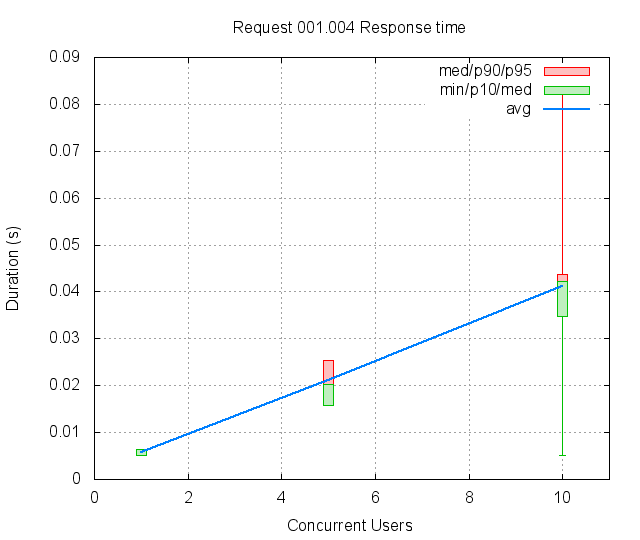 Request 001.004 Response time
med/p90/p95
min/p10/med
avg
0.09
0.08
0.07
0.06
0.05
0.04
0.03
0.02
0.01
0
Duration (s)
0 2 4 6 8 10
Concurrent Users